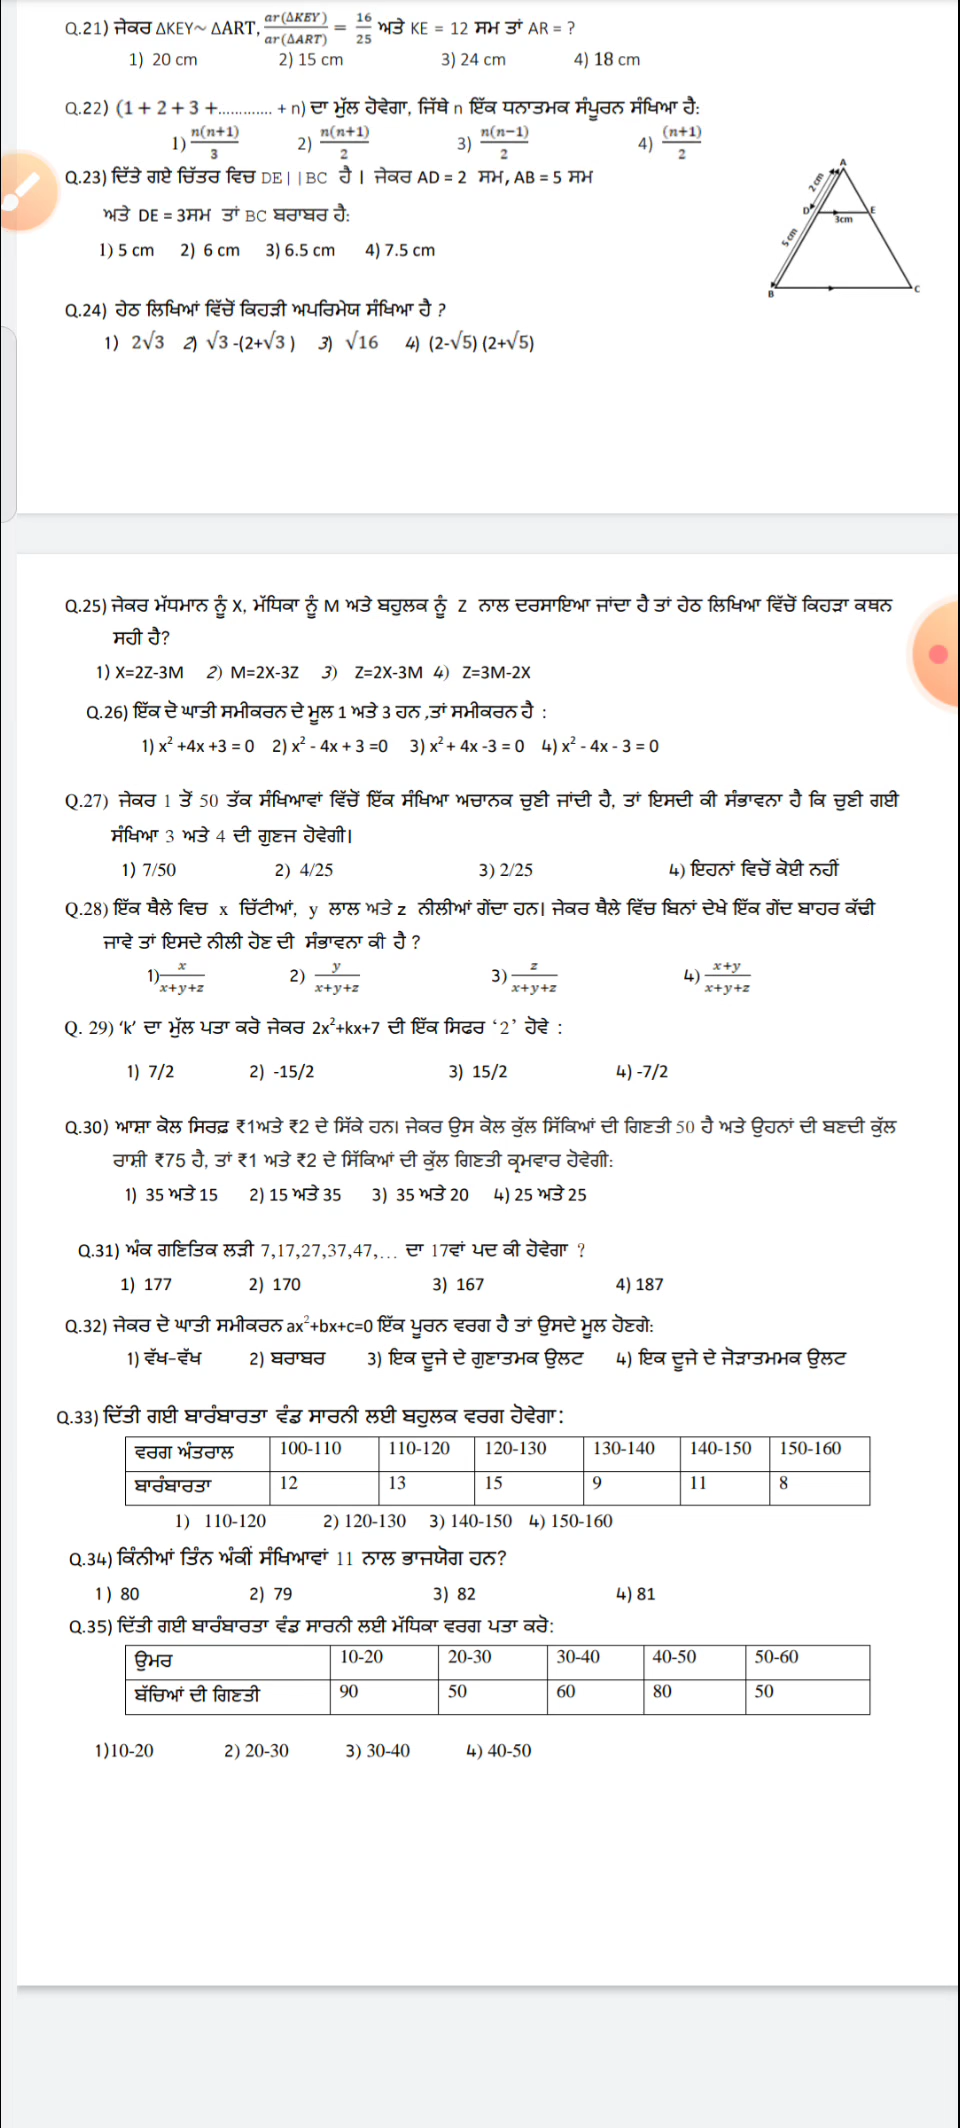 Q.21) ਜੇਕਰ ΔKEY~ ΔART, ar(ΔKEY)/ar(ΔART) = 16/25 ਅਤੇ KE = 12 ਸਮ ਤਾਂ AR = ?
1) 20 cm 2) 15 cm 3) 24 cm 4) 18 cm
Q.22) (1 + 2 + 3 +............. + n) ਦਾ ਮੁੱਲ ਹੋਵੇਗਾ, ਜਿੱਥੇ n ਇੱਕ ਧਨਾਤਮਕ ਸੰਪੂਰਨ ਸੰਖਿਆ ਹੈ:
1) n(n+1)/3 2) n(n+1)/2 3) n(n−1)/2 4) (n+1)/2
Q.23) ਦਿੱਤੇ ਗਏ ਚਿੱਤਰ ਵਿਚ DE||BC ਹੈ । ਜੇਕਰ AD = 2 ਸਮ, AB = 5 ਸਮ
ਅਤੇ DE = 3ਸਮ ਤਾਂ BC ਬਰਾਬਰ ਹੈ:
1) 5 cm 2) 6 cm 3) 6.5 cm 4) 7.5 cm
A
2 cm
D
E
3cm
5 cm
B
C
Q.24) ਹੇਠ ਲਿਖਿਆਂ ਵਿੱਚੋਂ ਕਿਹੜੀ ਅਪਰਿਮੇਯ ਸੰਖਿਆ ਹੈ ?
1) 2√3 2) √3 -(2+√3 ) 3) √16 4) (2-√5) (2+√5)
Q.25) ਜੇਕਰ ਮੱਧਮਾਨ ਨੂੰ X, ਮੱਧਿਕਾ ਨੂੰ M ਅਤੇ ਬਹੁਲਕ ਨੂੰ Z ਨਾਲ ਦਰਸਾਇਆ ਜਾਂਦਾ ਹੈ ਤਾਂ ਹੇਠ ਲਿਖਿਆ ਵਿੱਚੋਂ ਕਿਹੜਾ ਕਥਨ
ਸਹੀ ਹੈ?
1) X=2Z-3M 2) M=2X-3Z 3) Z=2X-3M 4) Z=3M-2X
Q.26) ਇੱਕ ਦੋ ਘਾਤੀ ਸਮੀਕਰਨ ਦੇ ਮੂਲ 1 ਅਤੇ 3 ਹਨ ,ਤਾਂ ਸਮੀਕਰਨ ਹੈ :
1) x² +4x +3 = 0 2) x² - 4x + 3 =0 3) x² + 4x -3 = 0 4) x² - 4x - 3 = 0
Q.27) ਜੇਕਰ 1 ਤੋਂ 50 ਤੱਕ ਸੰਖਿਆਵਾਂ ਵਿੱਚੋਂ ਇੱਕ ਸੰਖਿਆ ਅਚਾਨਕ ਚੁਣੀ ਜਾਂਦੀ ਹੈ, ਤਾਂ ਇਸਦੀ ਕੀ ਸੰਭਾਵਨਾ ਹੈ ਕਿ ਚੁਣੀ ਗਈ
ਸੰਖਿਆ 3 ਅਤੇ 4 ਦੀ ਗੁਣਜ ਹੋਵੇਗੀ।
1) 7/50 2) 4/25 3) 2/25 4) ਇਹਨਾਂ ਵਿਚੋਂ ਕੋਈ ਨਹੀਂ
Q.28) ਇੱਕ ਥੈਲੇ ਵਿਚ x ਚਿੱਟੀਆਂ, y ਲਾਲ ਅਤੇ z ਨੀਲੀਆਂ ਗੇਂਦਾ ਹਨ। ਜੇਕਰ ਥੈਲੇ ਵਿੱਚ ਬਿਨਾਂ ਦੇਖੇ ਇੱਕ ਗੇਂਦ ਬਾਹਰ ਕੱਢੀ
ਜਾਵੇ ਤਾਂ ਇਸਦੇ ਨੀਲੀ ਹੋਣ ਦੀ ਸੰਭਾਵਨਾ ਕੀ ਹੈ ?
1) x/x+y+z 2) y/x+y+z 3) z/x+y+z 4) x+y/x+y+z
Q. 29) ‘k’ ਦਾ ਮੁੱਲ ਪਤਾ ਕਰੋ ਜੇਕਰ 2x²+kx+7 ਦੀ ਇੱਕ ਸਿਫਰ ‘2’ ਹੋਵੇ :
1) 7/2 2) -15/2 3) 15/2 4) -7/2
Q.30) ਆਸ਼ਾ ਕੋਲ ਸਿਰਫ਼ ₹1ਅਤੇ ₹2 ਦੇ ਸਿੱਕੇ ਹਨ। ਜੇਕਰ ਉਸ ਕੋਲ ਕੁੱਲ ਸਿੱਕਿਆਂ ਦੀ ਗਿਣਤੀ 50 ਹੈ ਅਤੇ ਉਹਨਾਂ ਦੀ ਬਣਦੀ ਕੁੱਲ
ਰਾਸ਼ੀ ₹75 ਹੈ, ਤਾਂ ₹1 ਅਤੇ ₹2 ਦੇ ਸਿੱਕਿਆਂ ਦੀ ਕੁੱਲ ਗਿਣਤੀ ਕ੍ਰਮਵਾਰ ਹੋਵੇਗੀ:
1) 35 ਅਤੇ 15 2) 15 ਅਤੇ 35 3) 35 ਅਤੇ 20 4) 25 ਅਤੇ 25
Q.31) ਅੰਕ ਗਣਿਤਿਕ ਲੜੀ 7,17,27,37,47,... ਦਾ 17ਵਾਂ ਪਦ ਕੀ ਹੋਵੇਗਾ ?
1) 177 2) 170 3) 167 4) 187
Q.32) ਜੇਕਰ ਦੋ ਘਾਤੀ ਸਮੀਕਰਨ ax²+bx+c=0 ਇੱਕ ਪੂਰਨ ਵਰਗ ਹੈ ਤਾਂ ਉਸਦੇ ਮੂਲ ਹੋਣਗੇ:
1) ਵੱਖ-ਵੱਖ 2) ਬਰਾਬਰ 3) ਇਕ ਦੂਜੇ ਦੇ ਗੁਣਾਤਮਕ ਉਲਟ 4) ਇਕ ਦੂਜੇ ਦੇ ਜੋੜਾਤਮਮਕ ਉਲਟ
Q.33) ਦਿੱਤੀ ਗਈ ਬਾਰੰਬਾਰਤਾ ਵੰਡ ਸਾਰਨੀ ਲਈ ਬਹੁਲਕ ਵਰਗ ਹੋਵੇਗਾ:
ਵਰਗ ਅੰਤਰਾਲ 100-110 110-120 120-130 130-140 140-150 150-160
ਬਾਰੰਬਾਰਤਾ 12 13 15 9 11 8
1) 110-120 2) 120-130 3) 140-150 4) 150-160
Q.34) ਕਿੰਨੀਆਂ ਤਿੰਨ ਅੰਕੀਂ ਸੰਖਿਆਵਾਂ 11 ਨਾਲ ਭਾਜਯੋਗ ਹਨ?
1) 80 2) 79 3) 82 4) 81
Q.35) ਦਿੱਤੀ ਗਈ ਬਾਰੰਬਾਰਤਾ ਵੰਡ ਸਾਰਨੀ ਲਈ ਮੱਧਿਕਾ ਵਰਗ ਪਤਾ ਕਰੋ:
ਉਮਰ 10-20 20-30 30-40 40-50 50-60
ਬੱਚਿਆਂ ਦੀ ਗਿਣਤੀ 90 50 60 80 50
1)10-20 2) 20-30 3) 30-40 4) 40-50